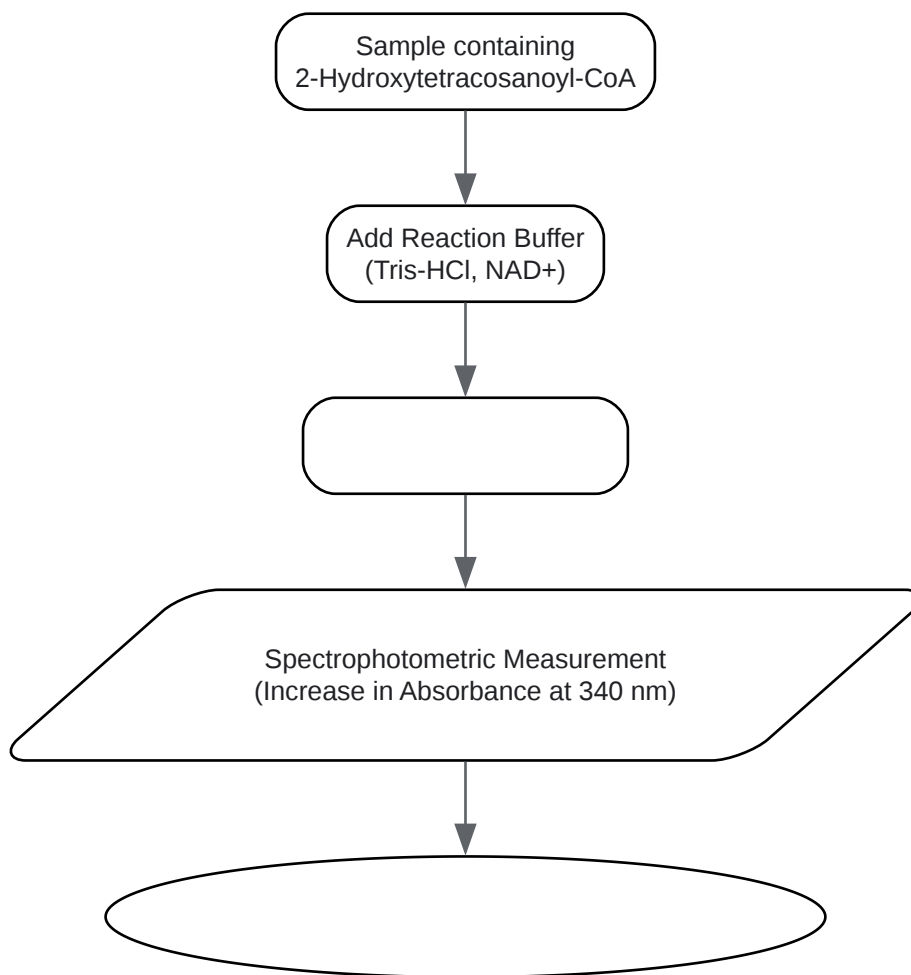 Sample containing
2-Hydroxytetracosanoyl-CoA
Add Reaction Buffer
(Tris-HCl, NAD+)
Spectrophotometric Measurement
(Increase in Absorbance at 340 nm)